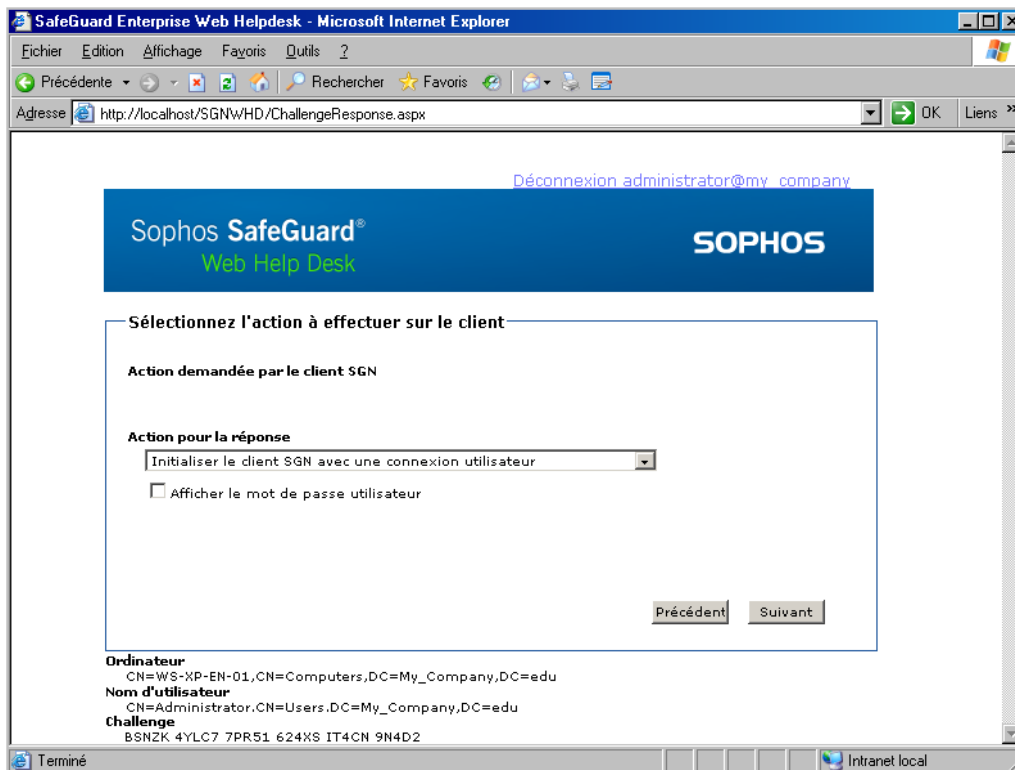 SafeGuard Enterprise Web Helpdesk - Microsoft Internet Explorer
Fichier Edition Affichage Favoris Outils ?
Précédente Rechercher Favoris
Adresse http://localhost/SGNWHD/ChallengeResponse.aspx OK Liens »
Déconnexion administrator@my_company
Sophos SafeGuard®
Web Help Desk
SOPHOS
Sélectionnez l'action à effectuer sur le client
Action demandée par le client SGN
Action pour la réponse
Initialiser le client SGN avec une connexion utilisateur
Afficher le mot de passe utilisateur
Précédent Suivant
Ordinateur
CN=WS-XP-EN-01,CN=Computers,DC=My_Company,DC=edu
Nom d'utilisateur
CN=Administrator.CN=Users.DC=My_Company,DC=edu
Challenge
BSNZK 4YLC7 7PR51 624XS IT4CN 9N4D2
Terminé Intranet local